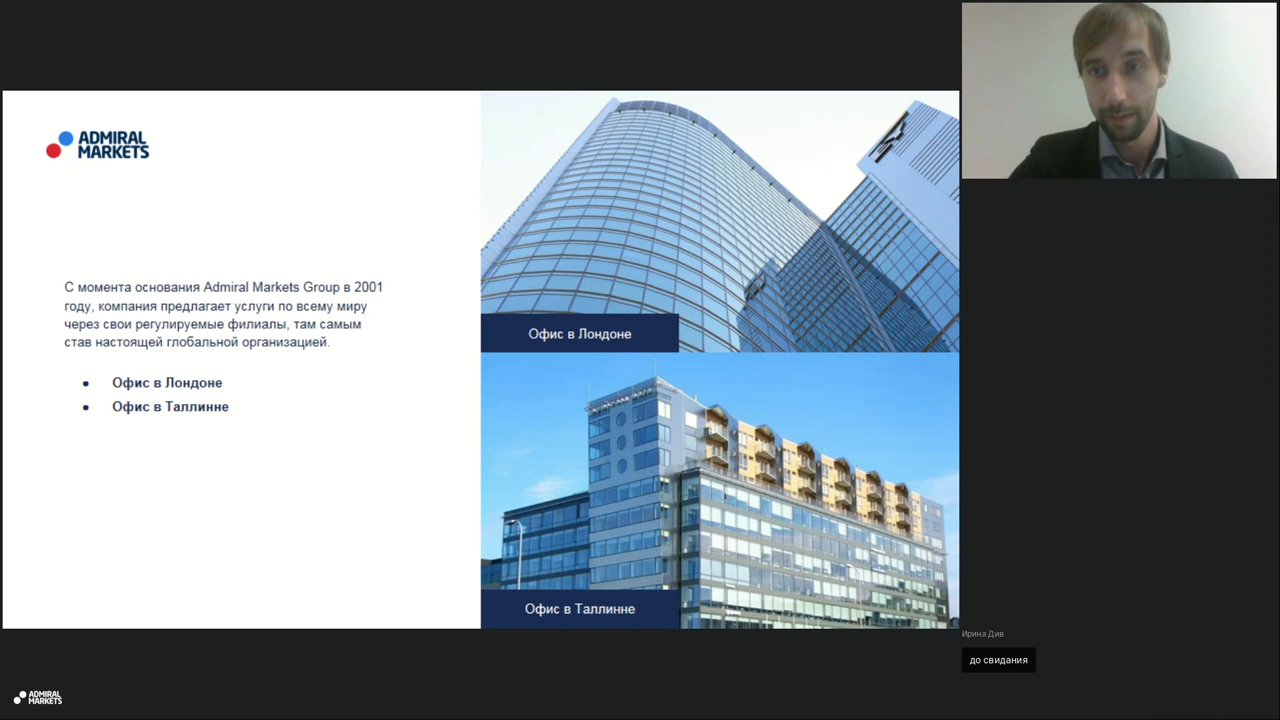 ADMIRAL
MARKETS
С момента основания Admiral Markets Group в 2001
году, компания предлагает услуги по всему миру
через свои регулируемые филиалы, там самым
став настоящей глобальной организацией.
• Офис в Лондоне
• Офис в Таллинне
Офис в Лондоне
Офис в Таллинне
Ирина Див
до свидания
ADMIRAL
MARKETS